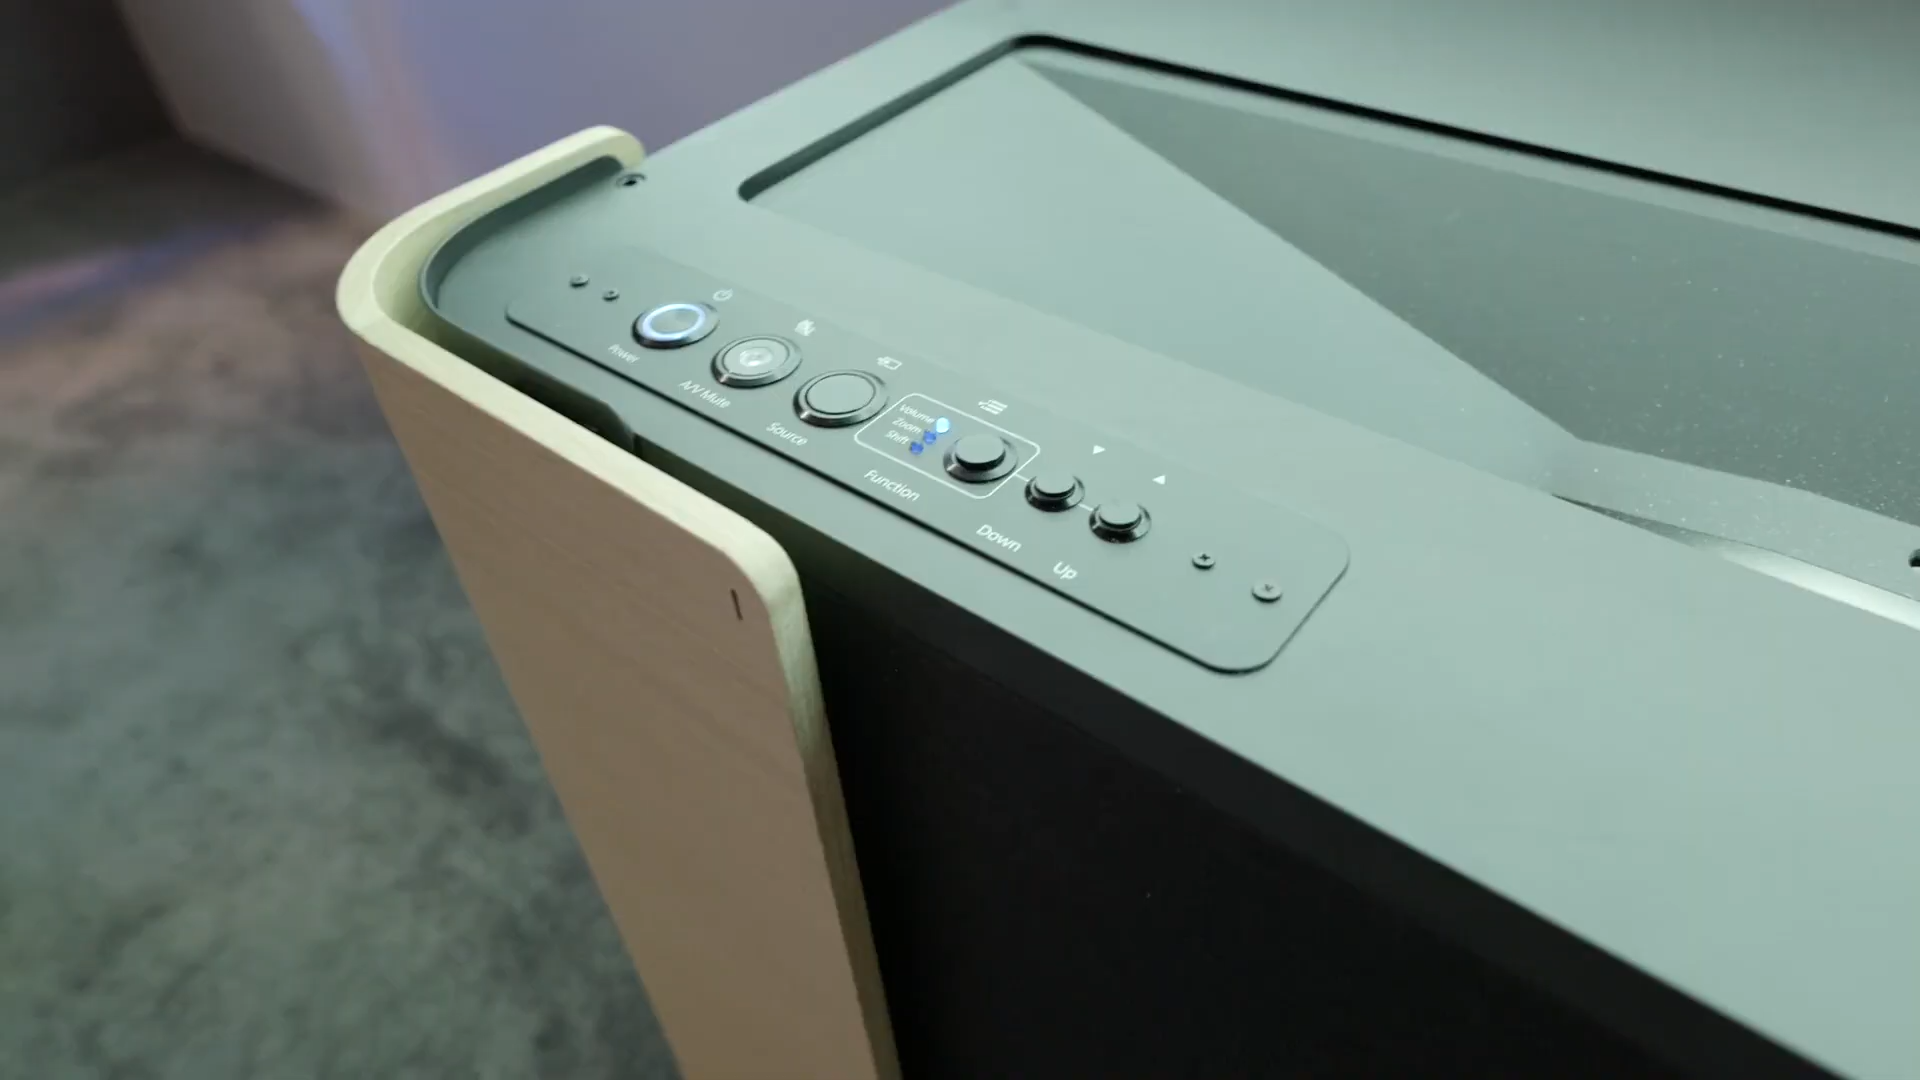 Power
A/V Mute
Source
Volume
Zoom
Shift
Function
Down
Up